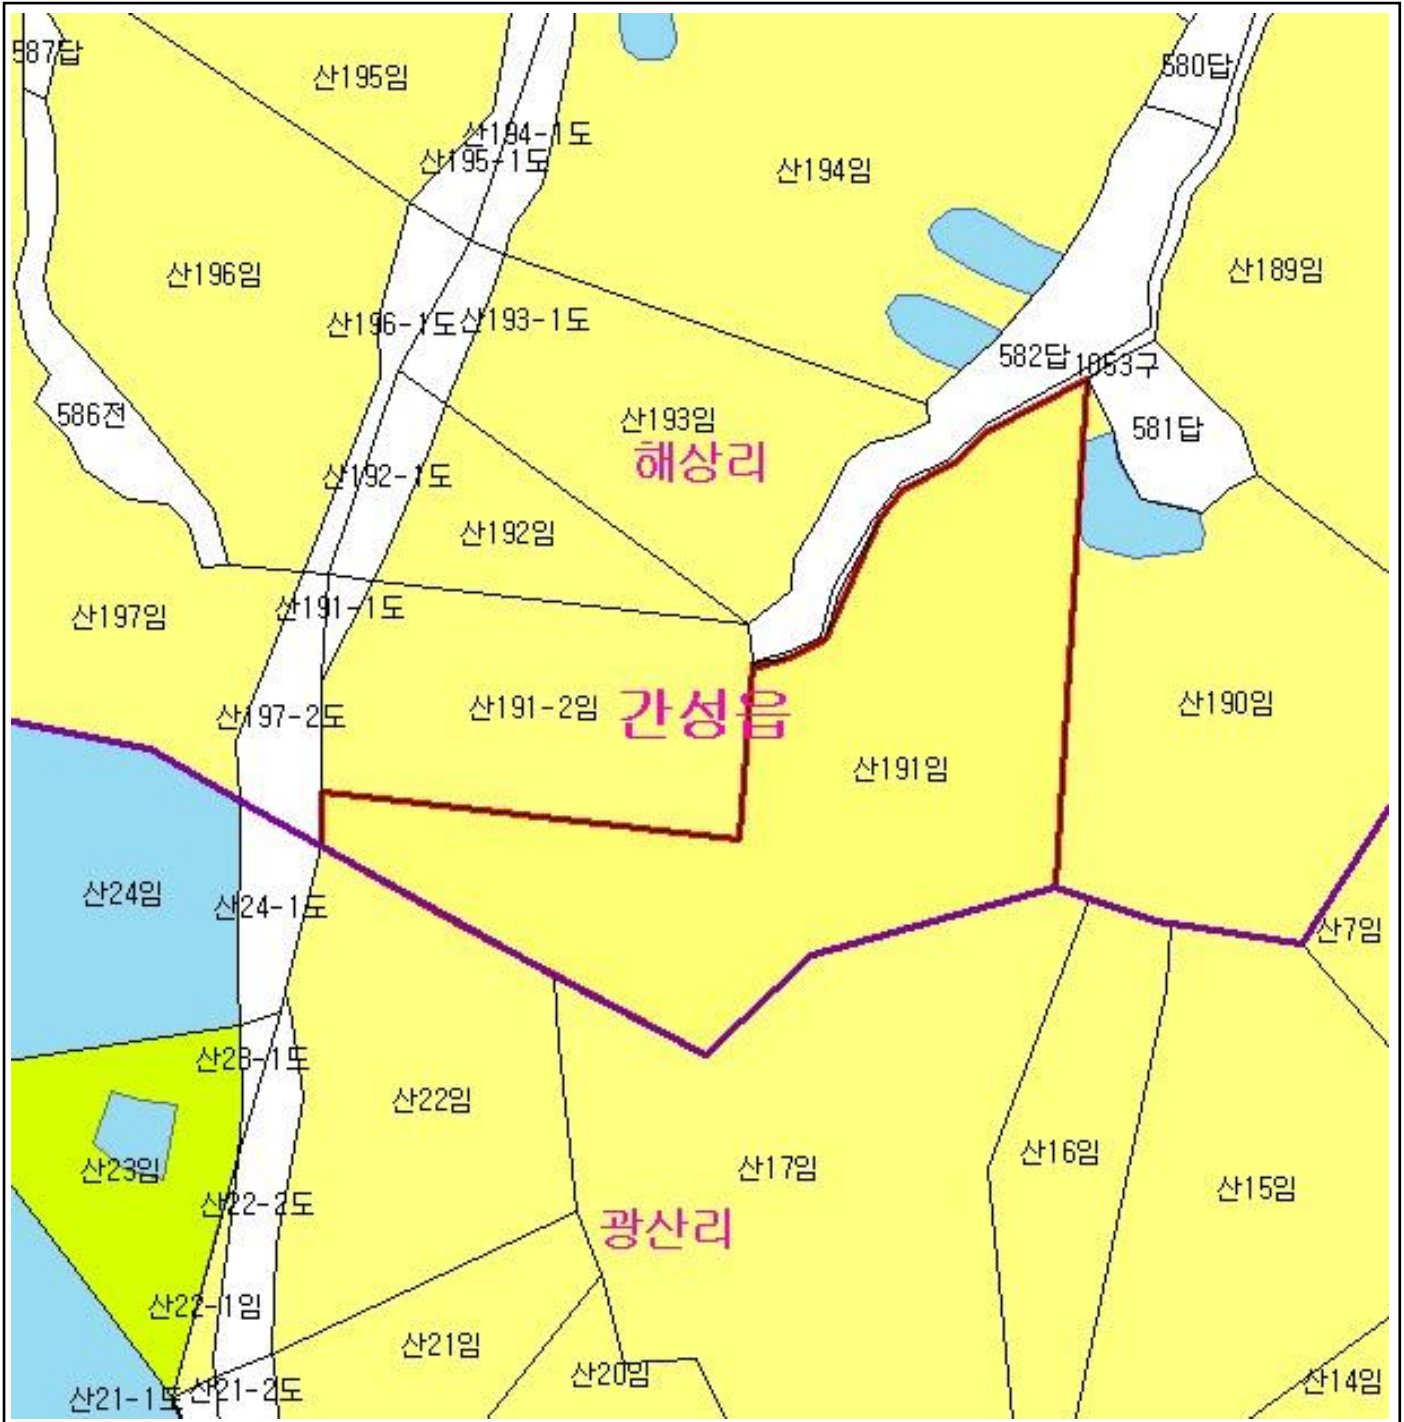 587답
산195임
580답
산194-1도
산195-1도
산194임
산196임
산189임
산196-1도
산193-1도
582답
1053구
586전
산193임
581답
해상리
산192-1도
산192임
산191-1도
산197임
산197-2도
산191-2임
간성읍
산190임
산191임
산24임
산24-1도
산7임
산23-1도
산22임
산23임
산17임
산16임
산15임
산22-2도
광산리
산22-1임
산21임
산20임
산14임
산21-1도
산21-2도